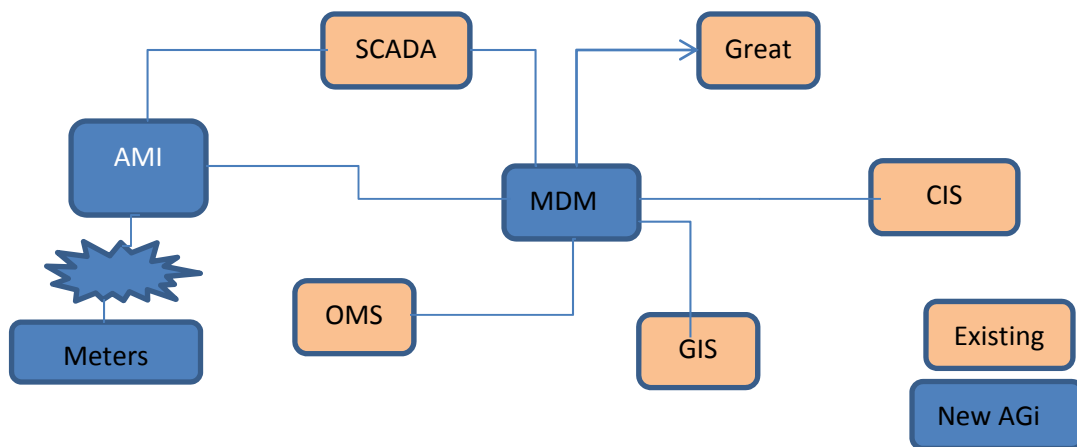 SCADA
Great
AMI
MDM
CIS
OMS
GIS
Meters
Existing
New AGi